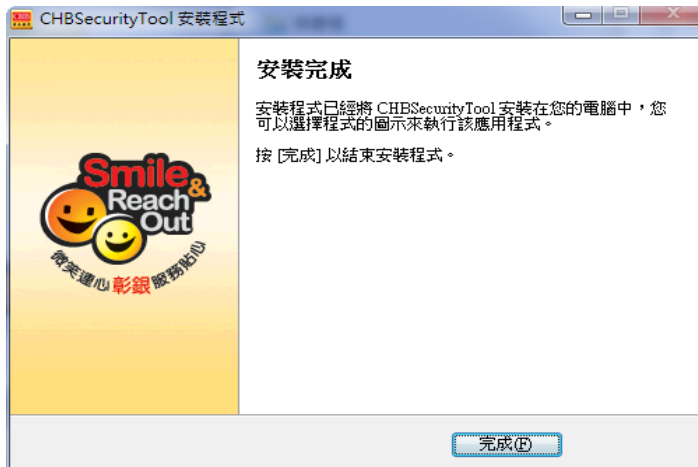 CHBSecurityTool 安裝程式
安裝完成
安裝程式已經將 CHBSecurityTool 安裝在您的電腦中，您
可以選擇程式的圖示來執行該應用程式。
按 [完成] 以結束安裝程式。
Smile
&
Reach
Out
微笑達心 彰銀 服務貼心
完成(F)